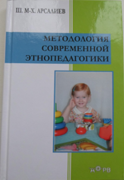 Ш. М-Х. АРСАЛИЕВ
МЕТОДОЛОГИЯ
СОВРЕМЕННОЙ
ЭТНОПЕДАГОГИКИ